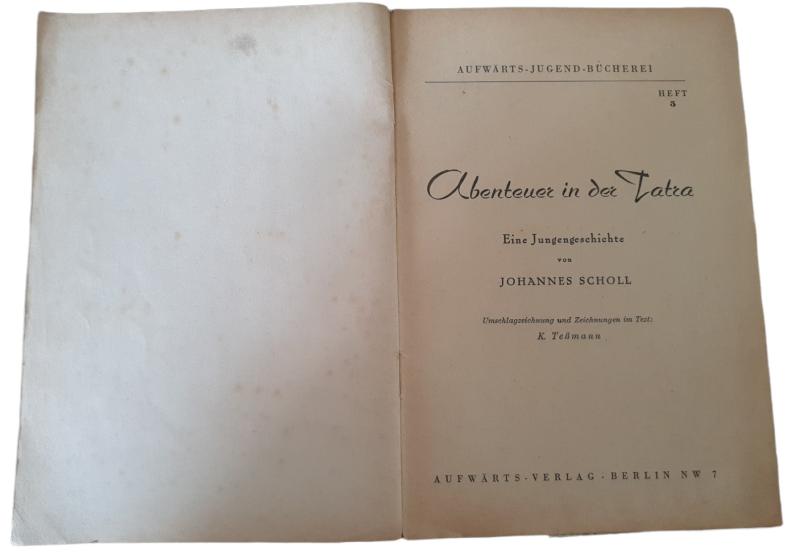 AUFWÄRTS-JUGEND-BÜCHEREI
HEFT
5
Abenteuer in der Tatra
Eine Jungengeschichte
von
JOHANNES SCHOLL
Umschlagzeichnung und Zeichnungen im Text:
K. Teßmann
AUFWÄRTS-VERLAG · BERLIN NW 7